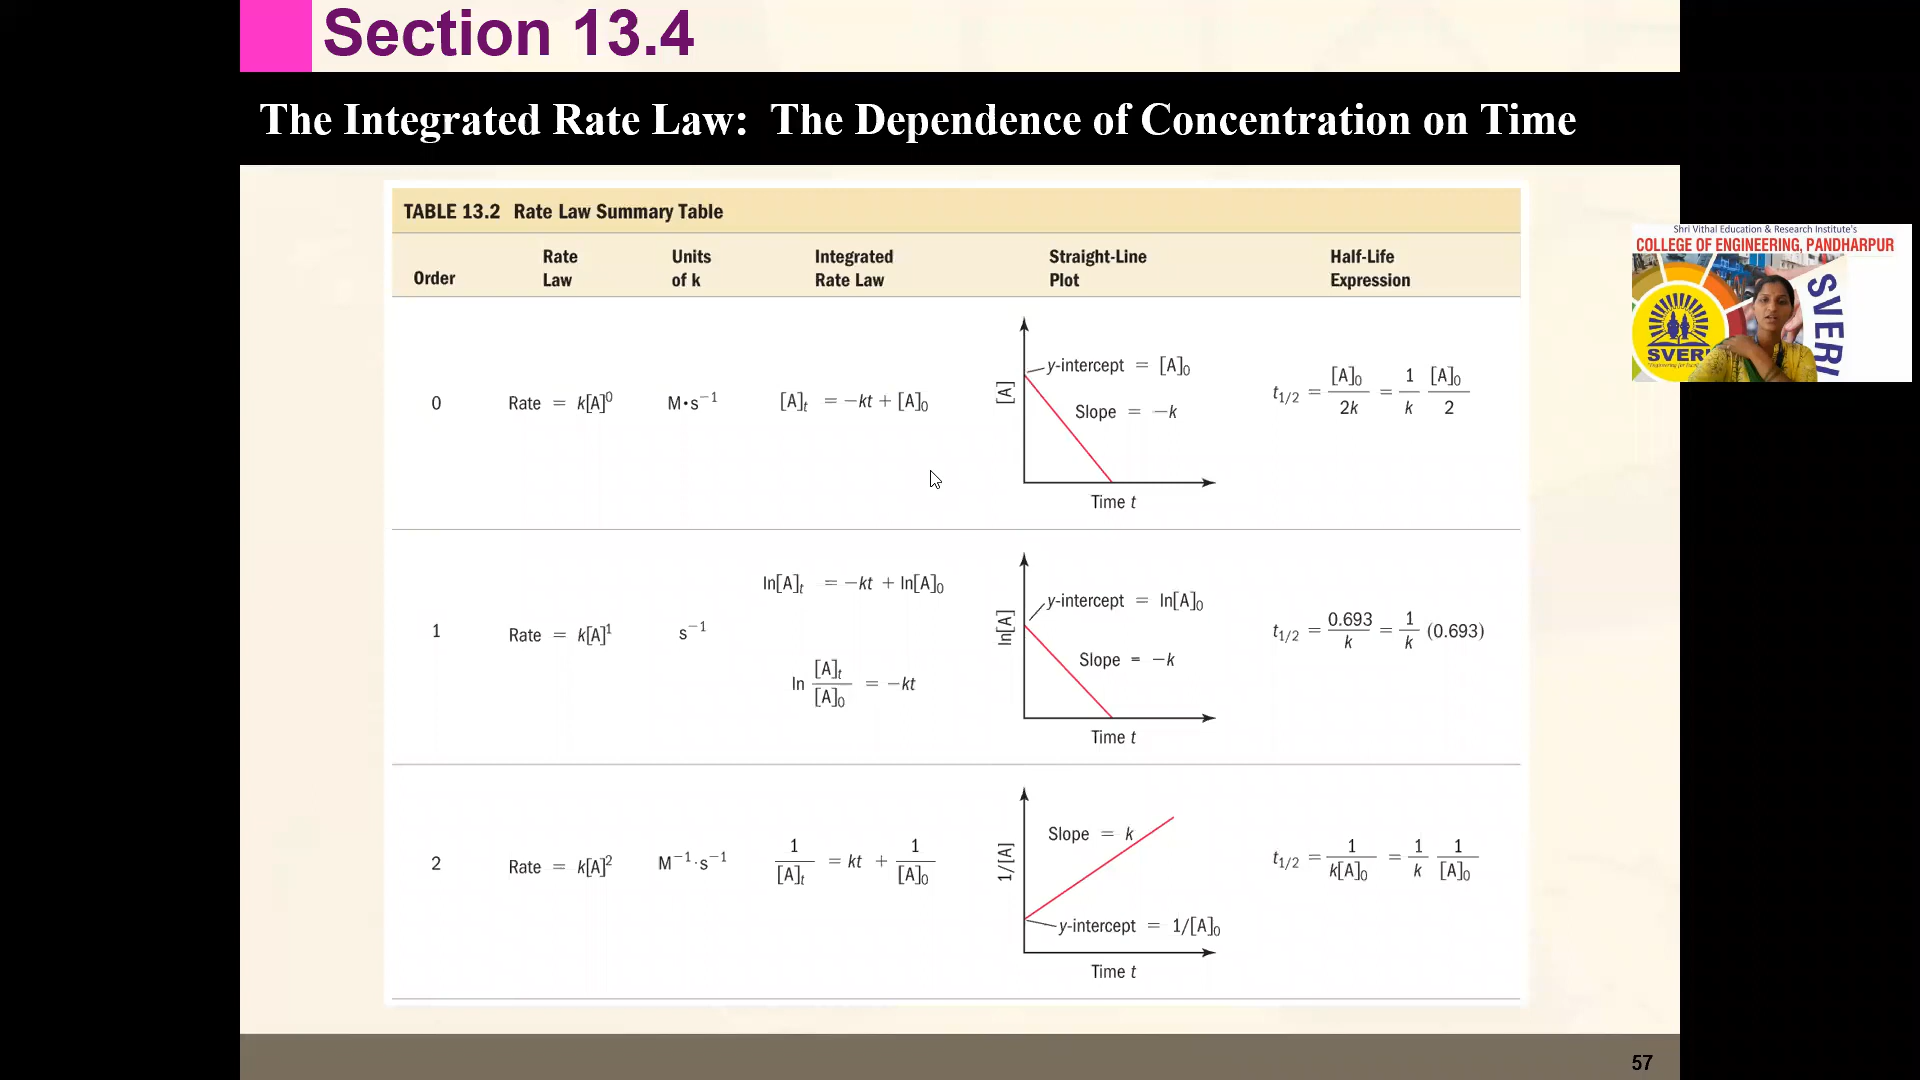 Section 13.4
The Integrated Rate Law:  The Dependence of Concentration on Time
TABLE 13.2 Rate Law Summary Table
Order Rate Law Units of k Integrated Rate Law Straight-Line Plot Half-Life Expression
0 Rate = k[A]⁰ M·s⁻¹ [A]ₜ = −kt + [A]₀
[A]
y-intercept = [A]₀
Slope = −k
Time t
t₁/₂ = [A]₀/2k = 1/k [A]₀/2
1 Rate = k[A]¹ s⁻¹
ln[A]ₜ = −kt + ln[A]₀
ln [A]ₜ/[A]₀ = −kt
ln[A]
y-intercept = ln[A]₀
Slope = −k
Time t
t₁/₂ = 0.693/k = 1/k (0.693)
2 Rate = k[A]² M⁻¹·s⁻¹ 1/[A]ₜ = kt + 1/[A]₀
1/[A]
Slope = k
y-intercept = 1/[A]₀
Time t
t₁/₂ = 1/k[A]₀ = 1/k 1/[A]₀
57
Shri Vithal Education & Research Institute's
COLLEGE OF ENGINEERING, PANDHARPUR
SVERI
SVERI